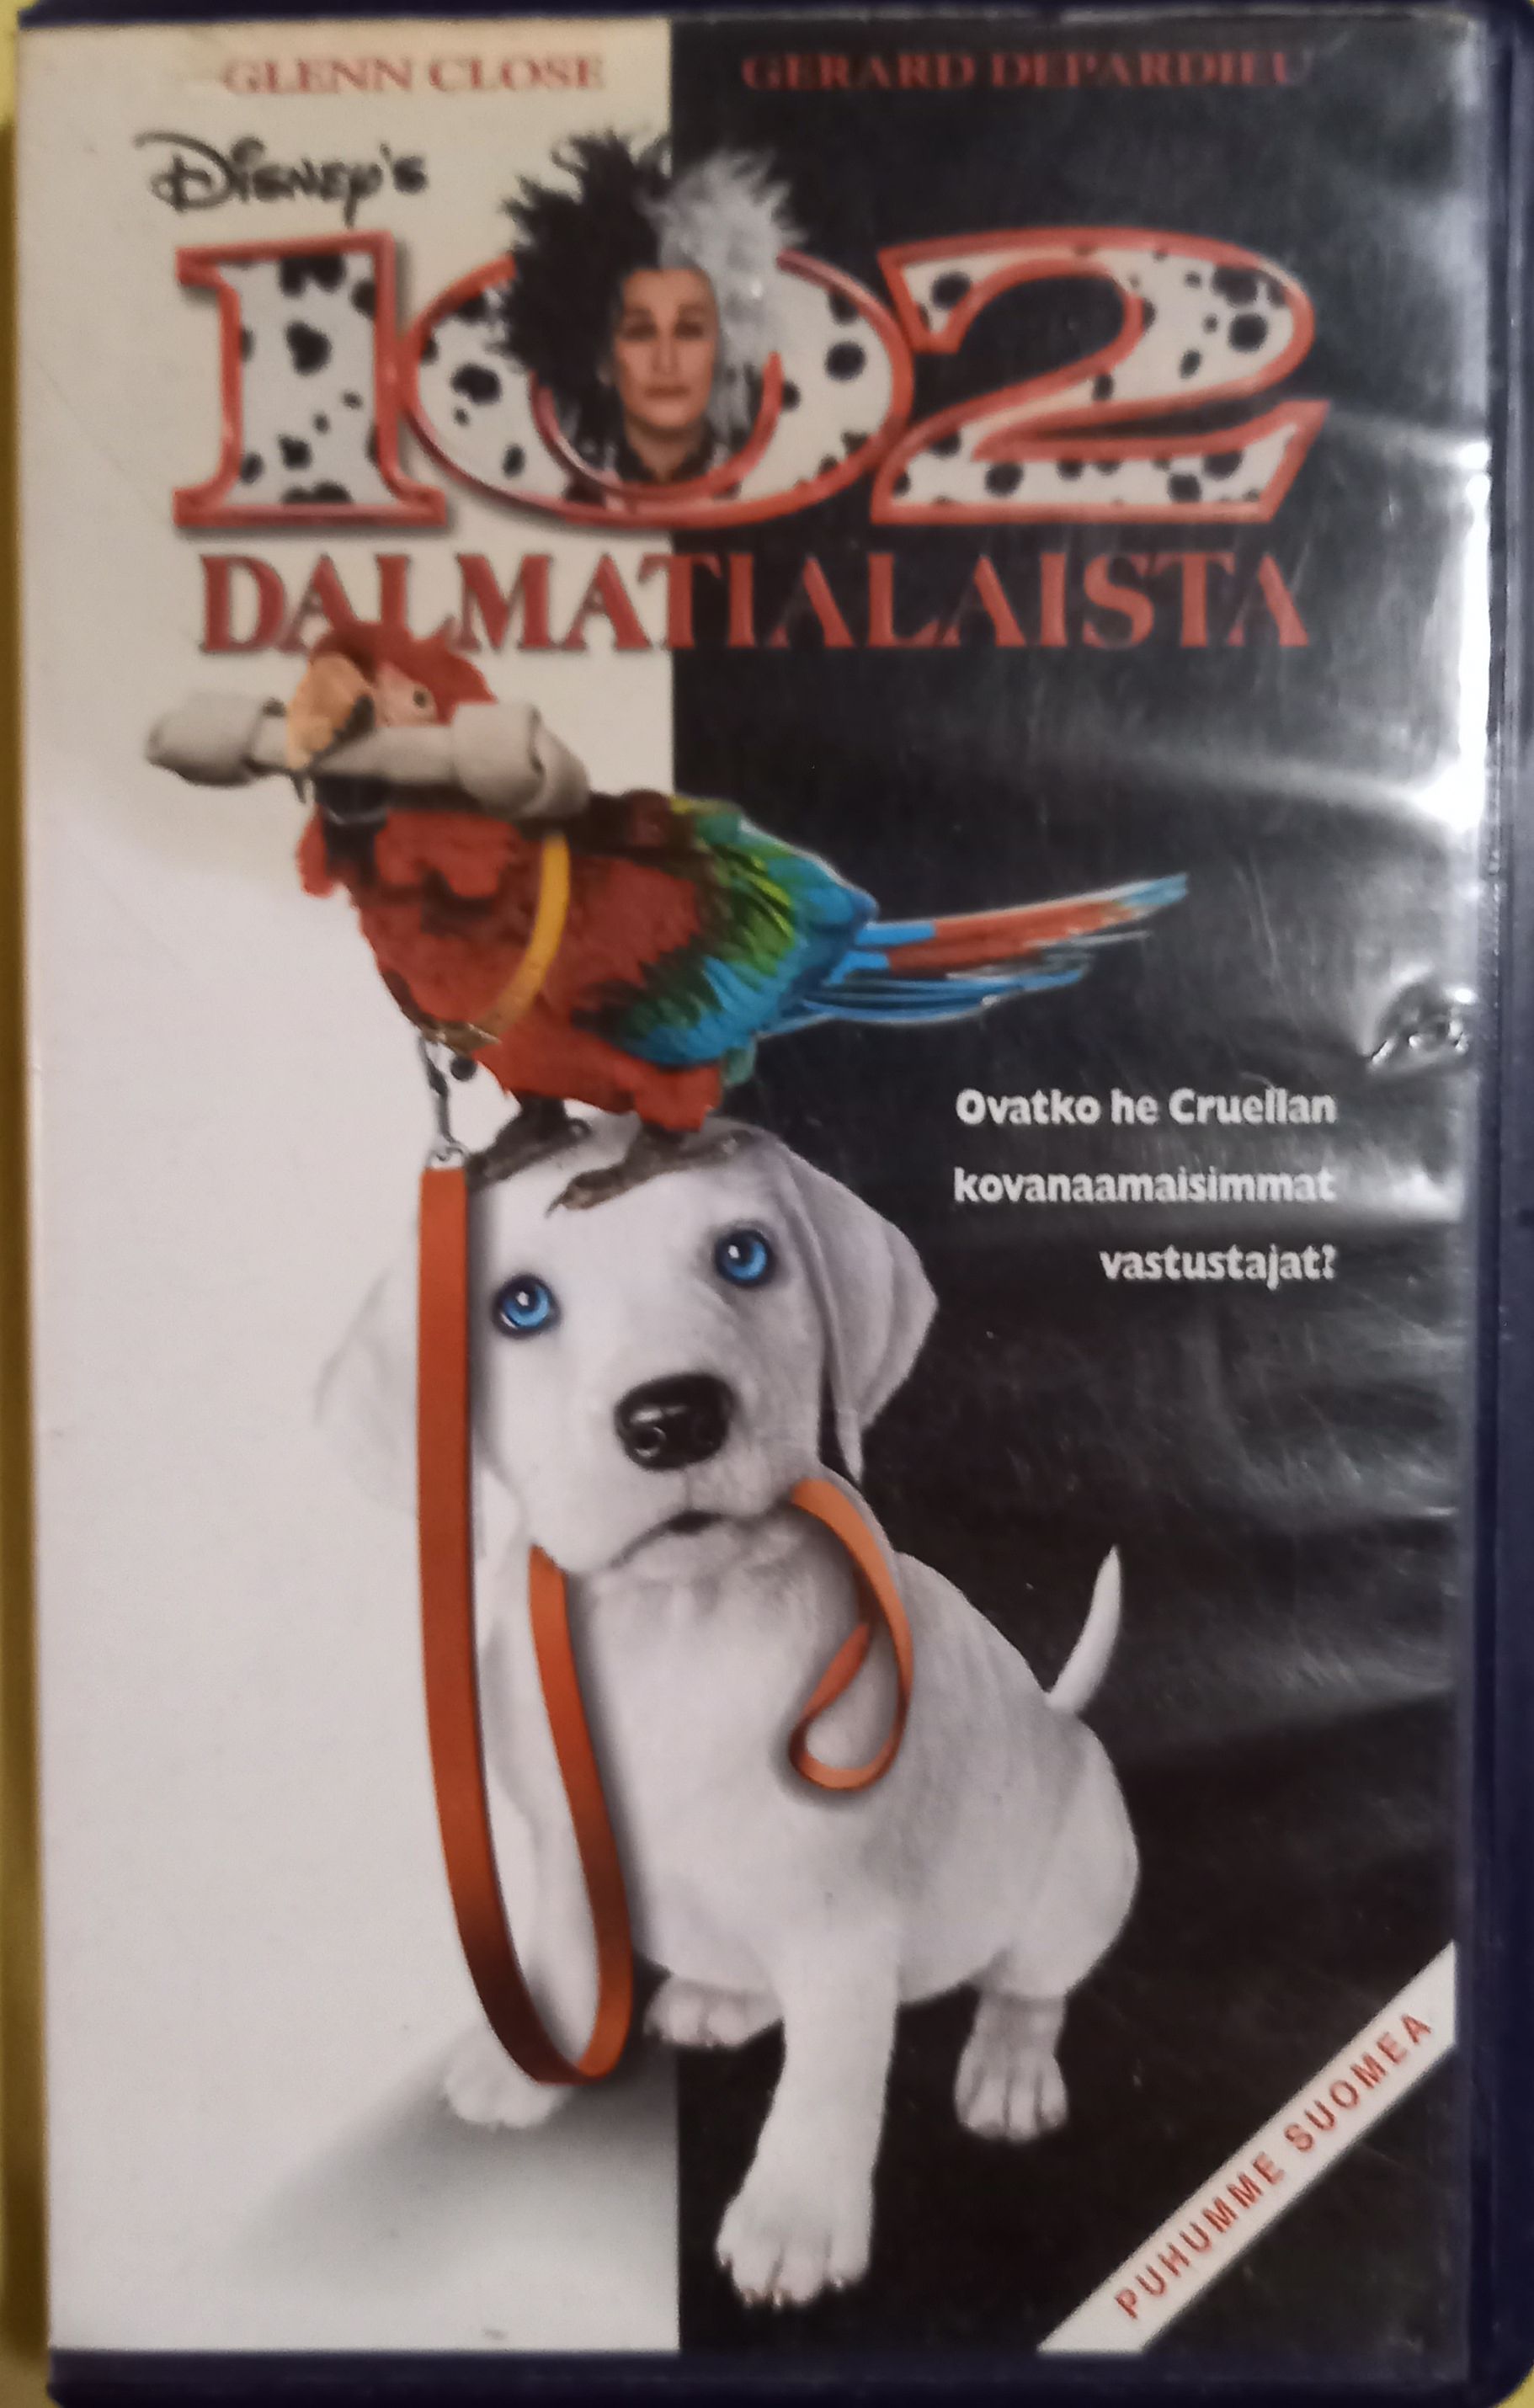 GLENN CLOSE GERARD DEPARDIEU
DISNEY'S
102
DALMATIALAISTA
Ovatko he Cruellan
kovanaamaisimmat
vastustajat?
PUHUMME SUOMEA